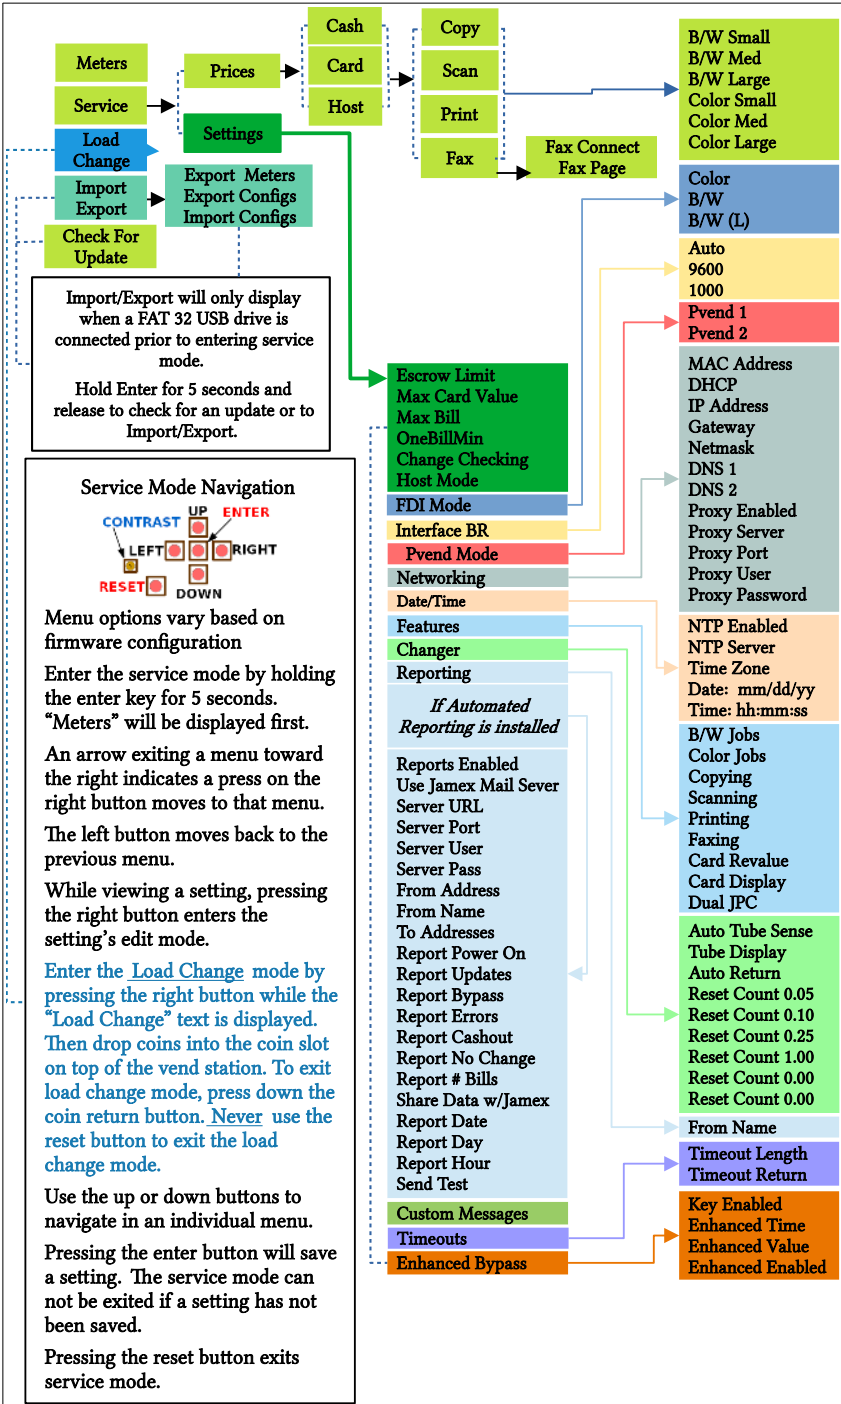 Meters
Service
Load
Change
Import
Export
Check For
Update
Prices
Settings
Export Meters
Export Configs
Import Configs
Cash
Card
Host
Copy
Scan
Print
Fax
Fax Connect
Fax Page
B/W Small
B/W Med
B/W Large
Color Small
Color Med
Color Large
Color
B/W
B/W (L)
Auto
9600
1000
Pvend 1
Pvend 2
MAC Address
DHCP
IP Address
Gateway
Netmask
DNS 1
DNS 2
Proxy Enabled
Proxy Server
Proxy Port
Proxy User
Proxy Password
NTP Enabled
NTP Server
Time Zone
Date: mm/dd/yy
Time: hh:mm:ss
B/W Jobs
Color Jobs
Copying
Scanning
Printing
Faxing
Card Revalue
Card Display
Dual JPC
Auto Tube Sense
Tube Display
Auto Return
Reset Count 0.05
Reset Count 0.10
Reset Count 0.25
Reset Count 1.00
Reset Count 0.00
Reset Count 0.00
From Name
Timeout Length
Timeout Return
Key Enabled
Enhanced Time
Enhanced Value
Enhanced Enabled
Import/Export will only display
when a FAT 32 USB drive is
connected prior to entering service
mode.
Hold Enter for 5 seconds and
release to check for an update or to
Import/Export.
Escrow Limit
Max Card Value
Max Bill
OneBillMin
Change Checking
Host Mode
FDI Mode
Interface BR
Pvend Mode
Networking
Date/Time
Features
Changer
Reporting
If Automated
Reporting is installed
Reports Enabled
Use Jamex Mail Sever
Server URL
Server Port
Server User
Server Pass
From Address
From Name
To Addresses
Report Power On
Report Updates
Report Bypass
Report Errors
Report Cashout
Report No Change
Report # Bills
Share Data w/Jamex
Report Date
Report Day
Report Hour
Send Test
Custom Messages
Timeouts
Enhanced Bypass
Service Mode Navigation
UP
ENTER
CONTRAST
LEFT
RIGHT
RESET
DOWN
Menu options vary based on
firmware configuration
Enter the service mode by holding
the enter key for 5 seconds.
“Meters” will be displayed first.
An arrow exiting a menu toward
the right indicates a press on the
right button moves to that menu.
The left button moves back to the
previous menu.
While viewing a setting, pressing
the right button enters the
setting’s edit mode.
Enter the Load Change mode by
pressing the right button while the
“Load Change” text is displayed.
Then drop coins into the coin slot
on top of the vend station. To exit
load change mode, press down the
coin return button. Never use the
reset button to exit the load
change mode.
Use the up or down buttons to
navigate in an individual menu.
Pressing the enter button will save
a setting. The service mode can
not be exited if a setting has not
been saved.
Pressing the reset button exits
service mode.